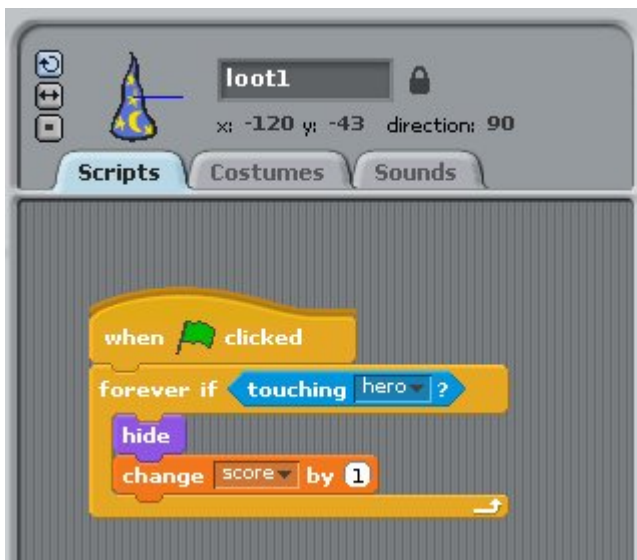 loot1
x: -120 y: -43 direction: 90
Scripts Costumes Sounds
when clicked
forever if touching hero ?
hide
change score by 1